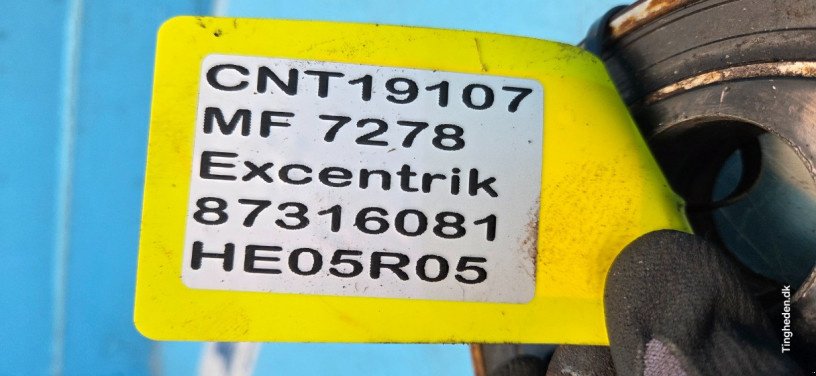 CNT19107
MF 7278
Excentrik
87316081
HE05R05
Tingheden.dk